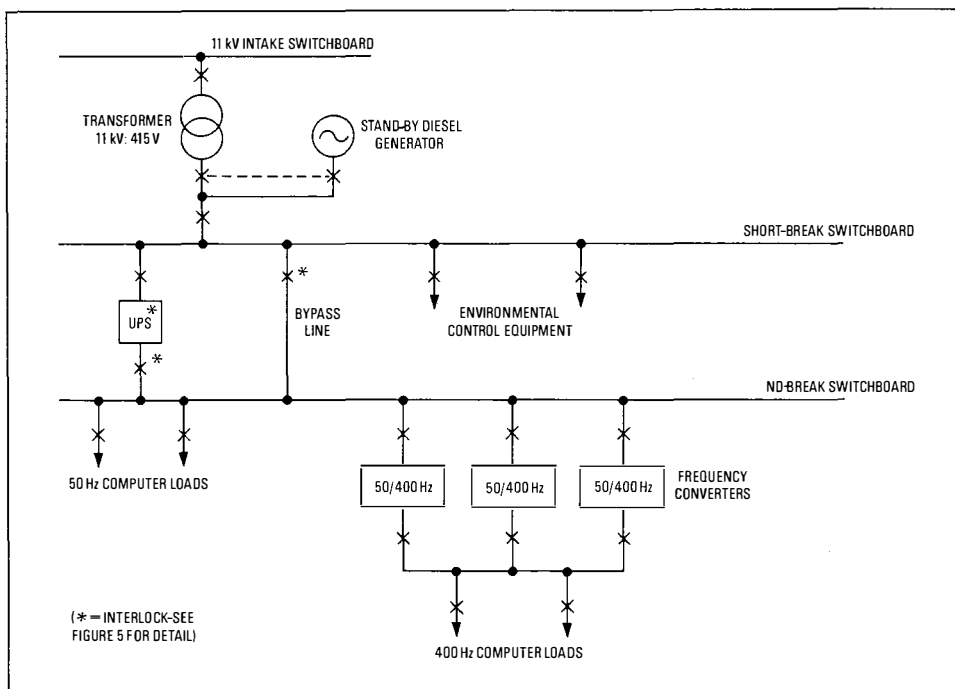 11 kV INTAKE SWITCHBOARD
TRANSFORMER
11 kV: 415 V
STAND-BY DIESEL
GENERATOR
SHORT-BREAK SWITCHBOARD
*
UPS*
*
BYPASS
LINE
ENVIRONMENTAL
CONTROL EQUIPMENT
NO-BREAK SWITCHBOARD
50 Hz COMPUTER LOADS
50/400 Hz
50/400 Hz
50/400 Hz
FREQUENCY
CONVERTERS
(* = INTERLOCK-SEE
FIGURE 5 FOR DETAIL)
400 Hz COMPUTER LOADS